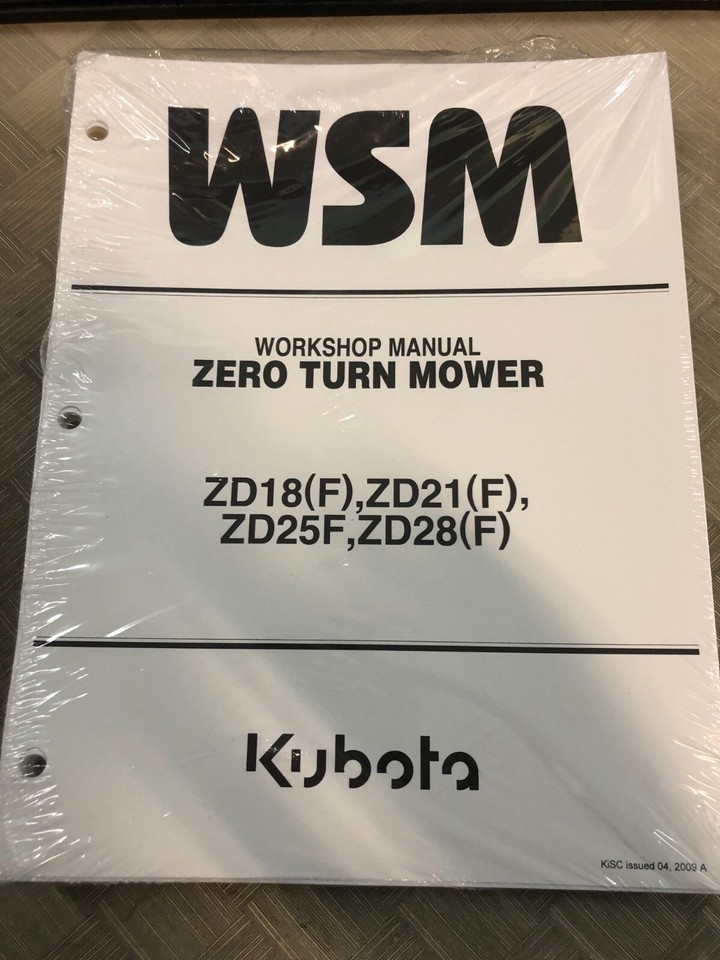 WSM
WORKSHOP MANUAL
ZERO TURN MOWER
ZD18(F),ZD21(F),
ZD25F,ZD28(F)
Kubota
KiSC issued 04, 2009 A